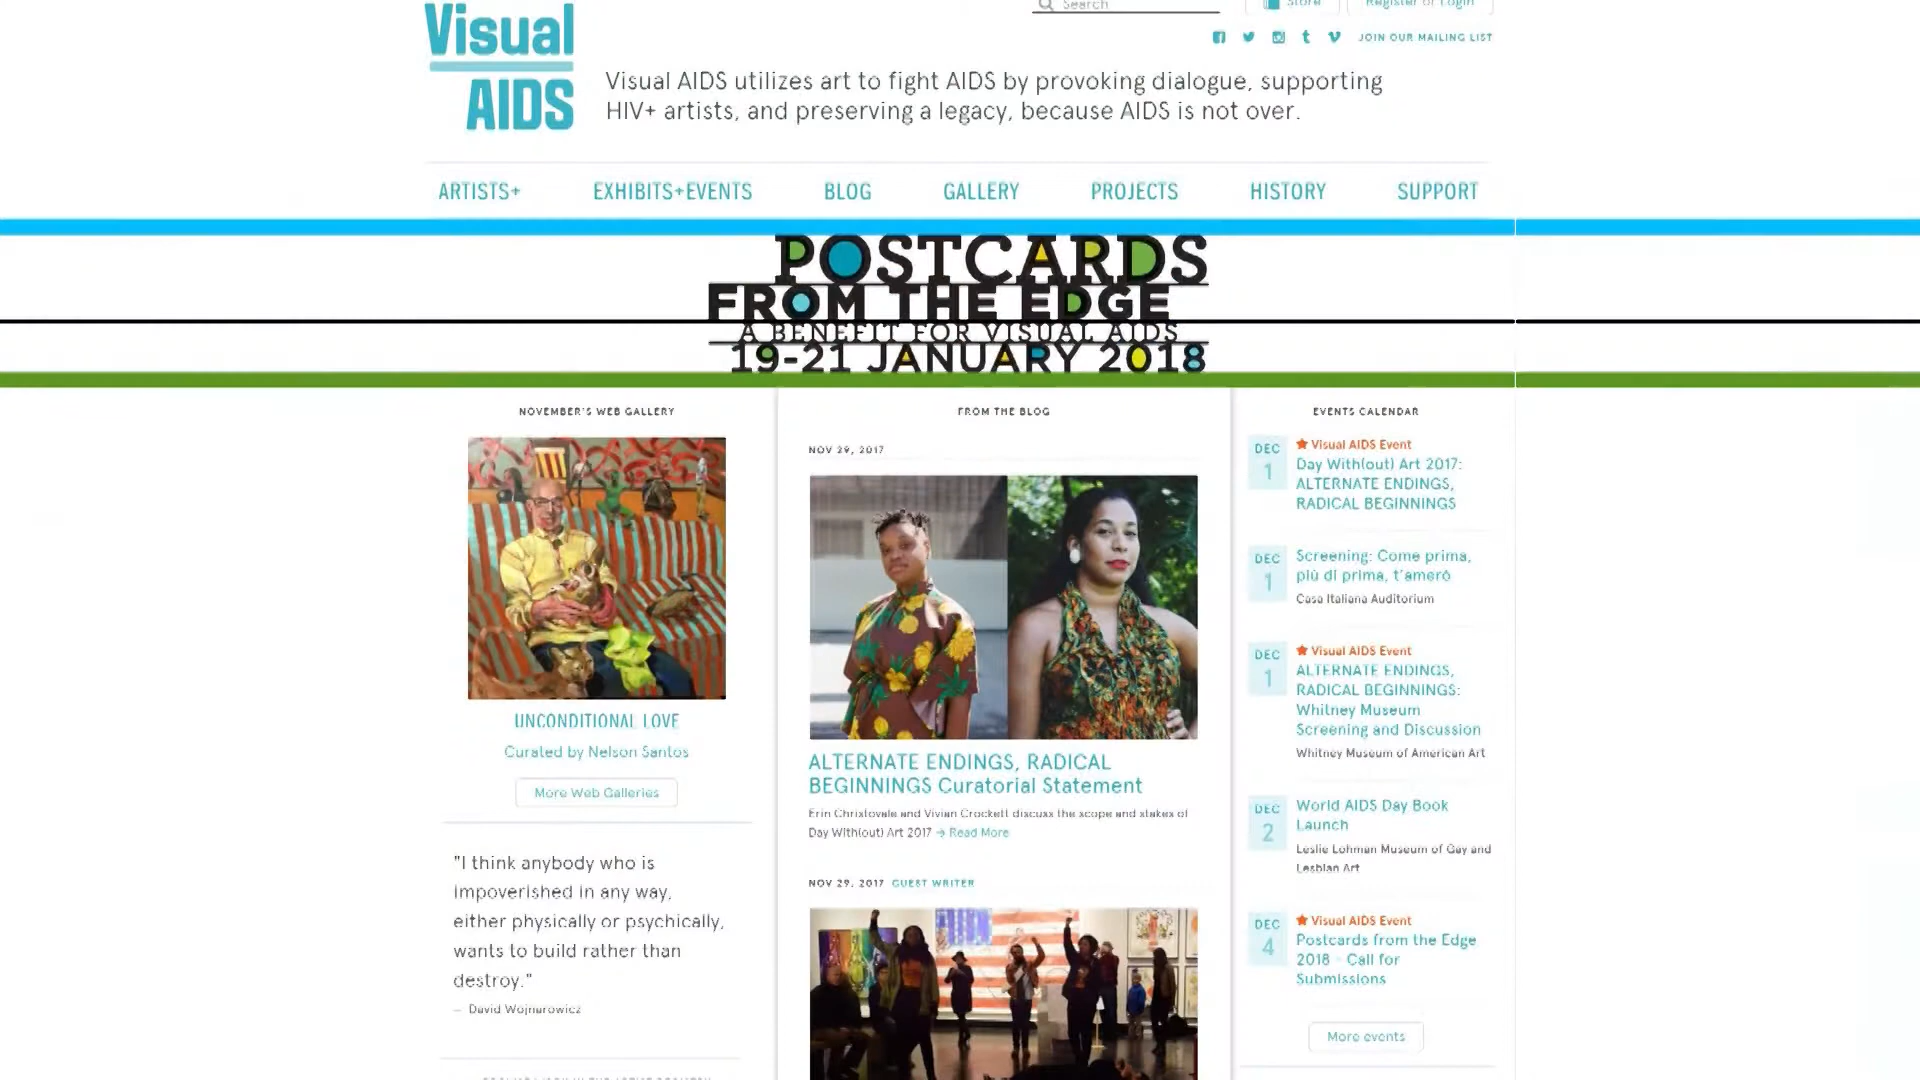 Visual
AIDS
Search
Store
Register or Login
JOIN OUR MAILING LIST
Visual AIDS utilizes art to fight AIDS by provoking dialogue, supporting
HIV+ artists, and preserving a legacy, because AIDS is not over.
ARTISTS+
EXHIBITS+EVENTS
BLOG
GALLERY
PROJECTS
HISTORY
SUPPORT
POSTCARDS
FROM THE EDGE
A BENEFIT FOR VISUAL AIDS
19-21 JANUARY 2018
NOVEMBER'S WEB GALLERY
UNCONDITIONAL LOVE
Curated by Nelson Santos
More Web Galleries
"I think anybody who is
impoverished in any way,
either physically or psychically,
wants to build rather than
destroy."
— David Wojnarowicz
FROM THE BLOG
NOV 29, 2017
ALTERNATE ENDINGS, RADICAL
BEGINNINGS Curatorial Statement
Erin Christovale and Vivian Crockett discuss the scope and stakes of
Day With(out) Art 2017 → Read More
NOV 29, 2017 GUEST WRITER
EVENTS CALENDAR
DEC
1
Visual AIDS Event
Day With(out) Art 2017:
ALTERNATE ENDINGS,
RADICAL BEGINNINGS
DEC
1
Screening: Come prima,
più di prima, t'amerò
Casa Italiana Auditorium
DEC
1
Visual AIDS Event
ALTERNATE ENDINGS,
RADICAL BEGINNINGS:
Whitney Museum
Screening and Discussion
Whitney Museum of American Art
DEC
2
World AIDS Day Book
Launch
Leslie Lohman Museum of Gay and
Lesbian Art
DEC
4
Visual AIDS Event
Postcards from the Edge
2018 - Call for
Submissions
More events